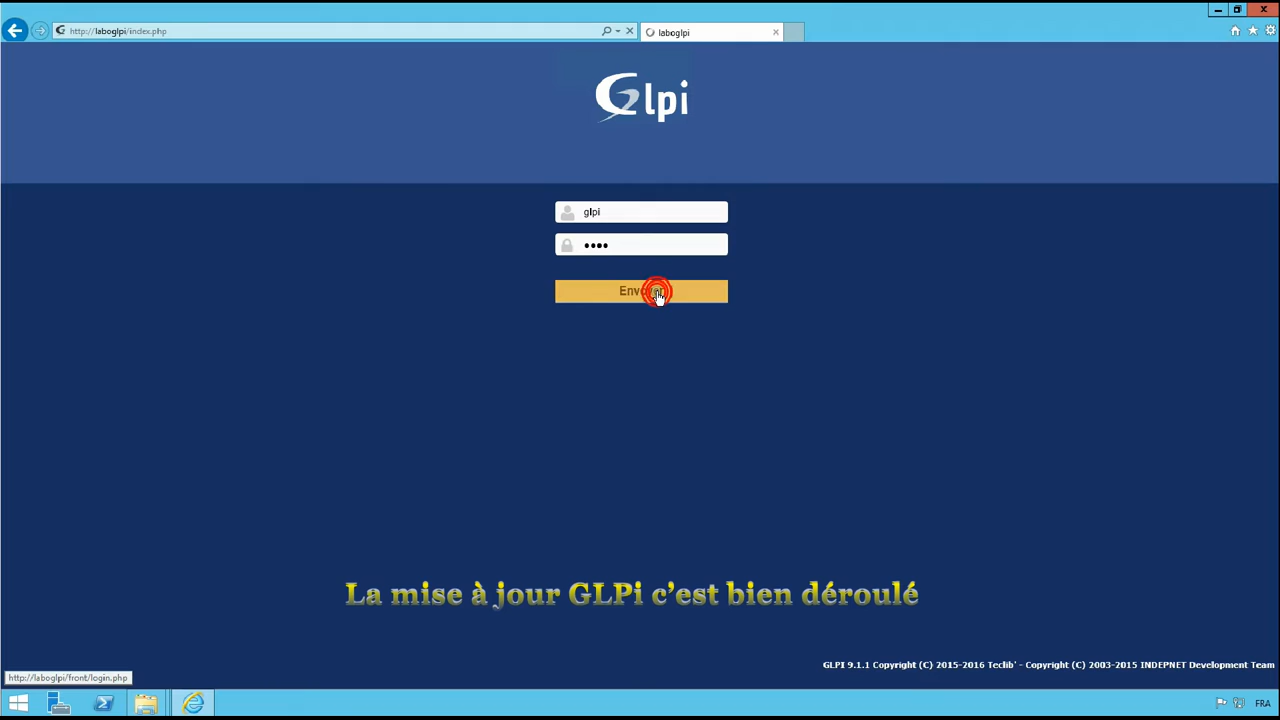 http://laboglpi/index.php
laboglpi
Glpi
glpi
Envoyer
La mise à jour GLPi c'est bien déroulé
GLPI 9.1.1 Copyright (C) 2015-2016 Teclib' - Copyright (C) 2003-2015 INDEPNET Development Team
http://laboglpi/front/login.php
FRA